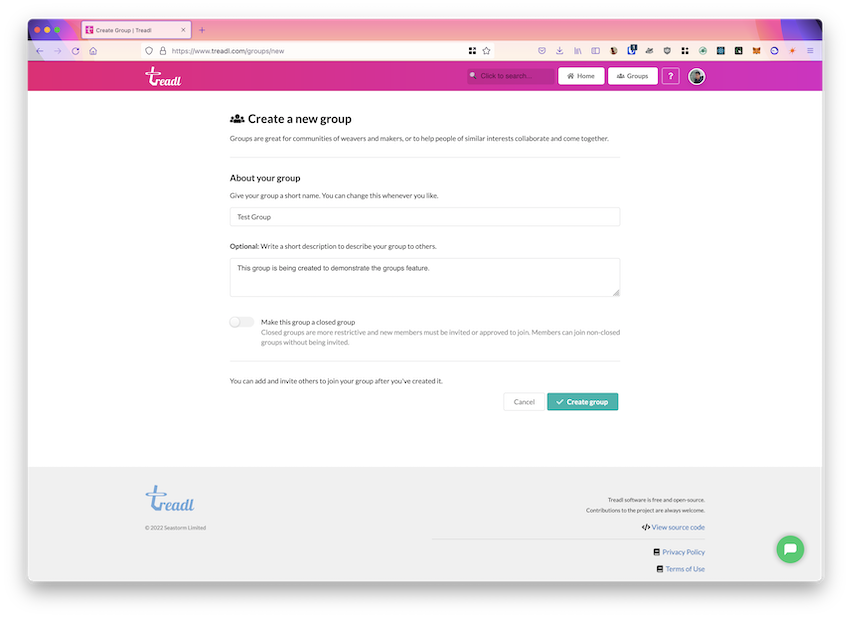 Create Group | Treadl
https://www.treadl.com/groups/new
treadl
Click to search...
Home
Groups
?
Create a new group
Groups are great for communities of weavers and makers, or to help people of similar interests collaborate and come together.
About your group
Give your group a short name. You can change this whenever you like.
Test Group
Optional: Write a short description to describe your group to others.
This group is being created to demonstrate the groups feature.
Make this group a closed group
Closed groups are more restrictive and new members must be invited or approved to join. Members can join non-closed
groups without being invited.
You can add and invite others to join your group after you've created it.
Cancel
Create group
treadl
© 2022 Seastorm Limited
Treadl software is free and open-source.
Contributions to the project are always welcome.
View source code
Privacy Policy
Terms of Use